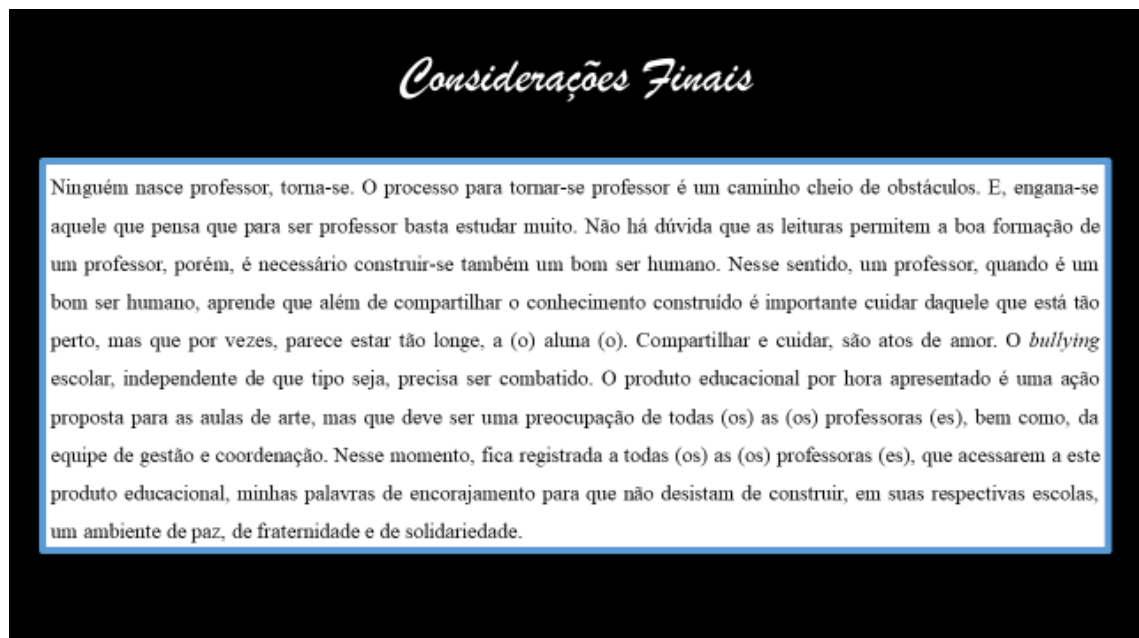 Considerações Finais
Ninguém nasce professor, torna-se. O processo para tornar-se professor é um caminho cheio de obstáculos. E, engana-se
aquele que pensa que para ser professor basta estudar muito. Não há dúvida que as leituras permitem a boa formação de
um professor, porém, é necessário construir-se também um bom ser humano. Nesse sentido, um professor, quando é um
bom ser humano, aprende que além de compartilhar o conhecimento construído é importante cuidar daquele que está tão
perto, mas que por vezes, parece estar tão longe, a (o) aluna (o). Compartilhar e cuidar, são atos de amor. O bullying
escolar, independente de que tipo seja, precisa ser combatido. O produto educacional por hora apresentado é uma ação
proposta para as aulas de arte, mas que deve ser uma preocupação de todas (os) as (os) professoras (es), bem como, da
equipe de gestão e coordenação. Nesse momento, fica registrada a todas (os) as (os) professoras (es), que acessarem a este
produto educacional, minhas palavras de encorajamento para que não desistam de construir, em suas respectivas escolas,
um ambiente de paz, de fraternidade e de solidariedade.